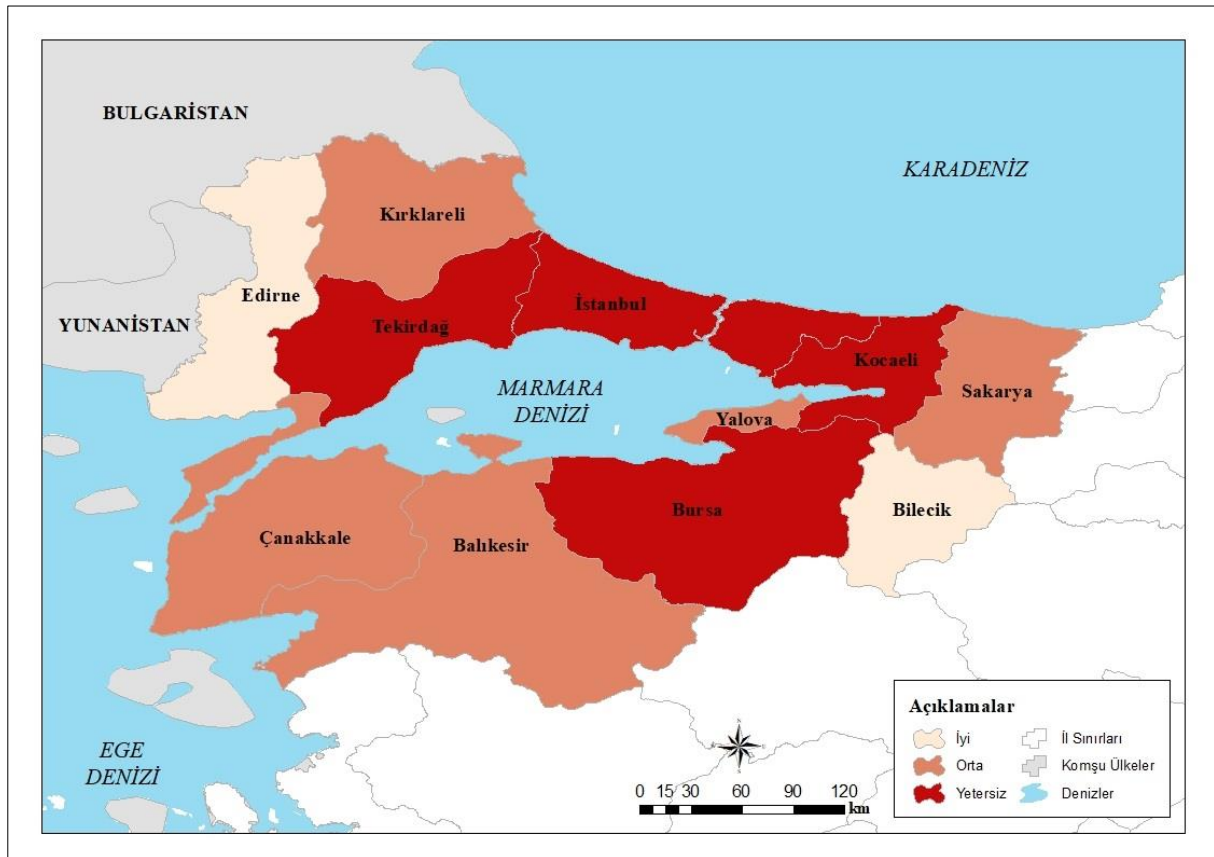 BULGARİSTAN
KARADENİZ
Kırklareli
Edirne
İstanbul
YUNANİSTAN
Tekirdağ
Kocaeli
MARMARA
DENİZİ
Sakarya
Yalova
Bursa
Bilecik
Çanakkale
Balıkesir
EGE
DENİZİ
Açıklamalar
İyi
İl Sınırları
Orta
Komşu Ülkeler
Yetersiz
Denizler
0 15 30 60 90 120
km